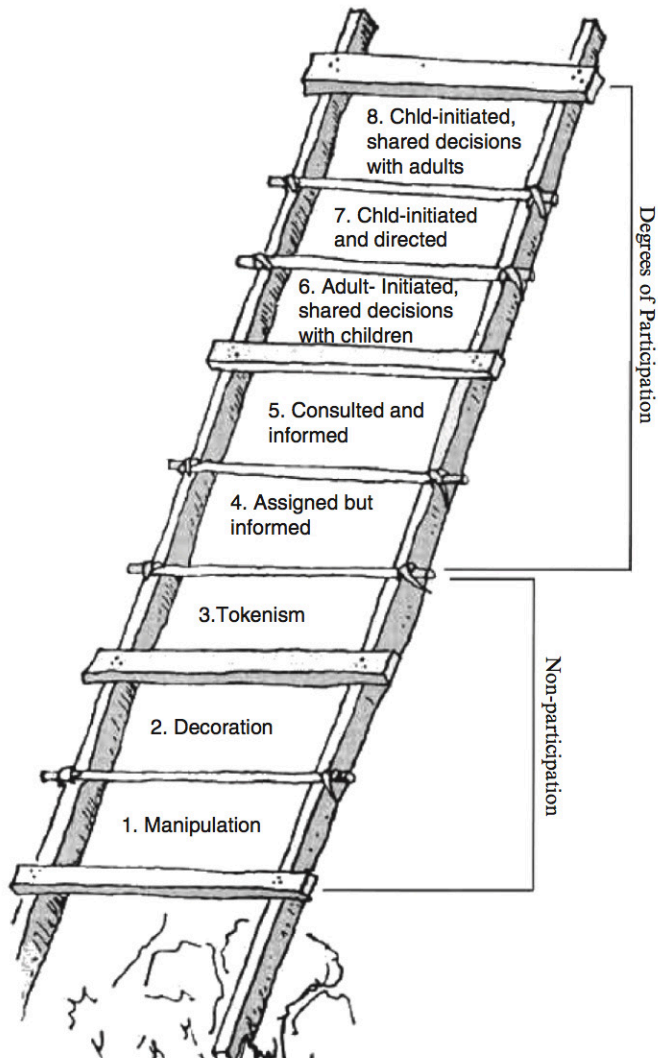 8. Chld-initiated,
shared decisions
with adults
7. Chld-initiated
and directed
6. Adult- Initiated,
shared decisions
with children
5. Consulted and
informed
4. Assigned but
informed
3.Tokenism
2. Decoration
1. Manipulation
Degrees of Participation
Non-participation